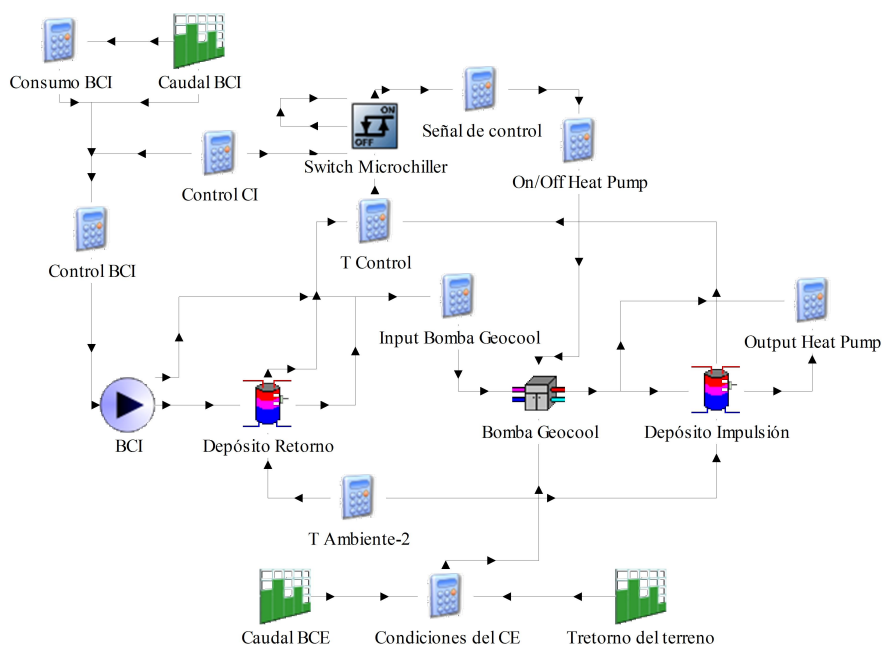 Consumo BCI
Caudal BCI
Señal de control
ON
OFF
Switch Microchiller
On/Off Heat Pump
Control CI
T Control
Control BCI
Input Bomba Geocool
Output Heat Pump
BCI
Depósito Retorno
Bomba Geocool
Depósito Impulsión
T Ambiente-2
Caudal BCE
Condiciones del CE
Tretorno del terreno